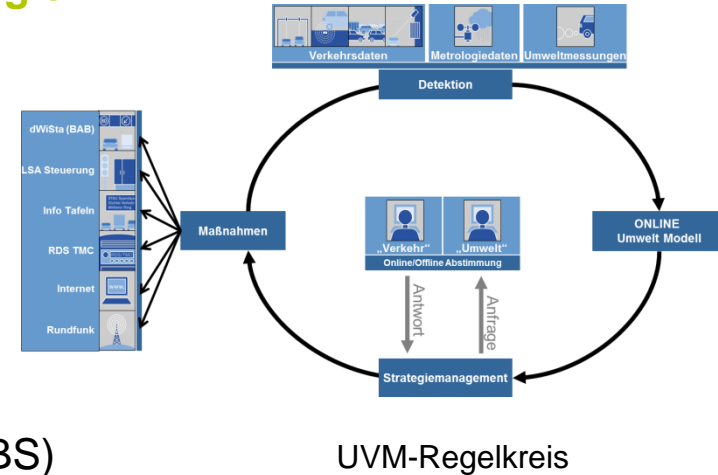 g
Verkehrsdaten
Metrologiedaten
Umweltmessungen
Detektion
dWiSta (BAB)
LSA Steuerung
Info Tafeln
RDS TMC
Internet
WWW.
Rundfunk
Maßnahmen
„Verkehr“
„Umwelt“
Online/Offline Abstimmung
Antwort
Anfrage
ONLINE
Umwelt Modell
Strategiemanagement
BS)
UVM-Regelkreis